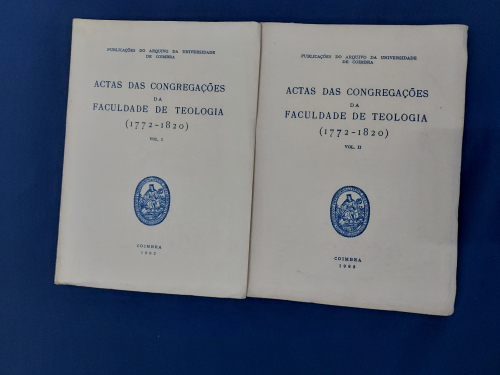 PUBLICAÇÕES DO ARQUIVO DA UNIVERSIDADE
DE COIMBRA
ACTAS DAS CONGREGAÇÕES
DA
FACULDADE DE TEOLOGIA
(1772-1820)
VOL. I
COIMBRA
PUBLICAÇÕES DO ARQUIVO DA UNIVERSIDADE
DE COIMBRA
ACTAS DAS CONGREGAÇÕES
DA
FACULDADE DE TEOLOGIA
(1772-1820)
VOL. II
COIMBRA